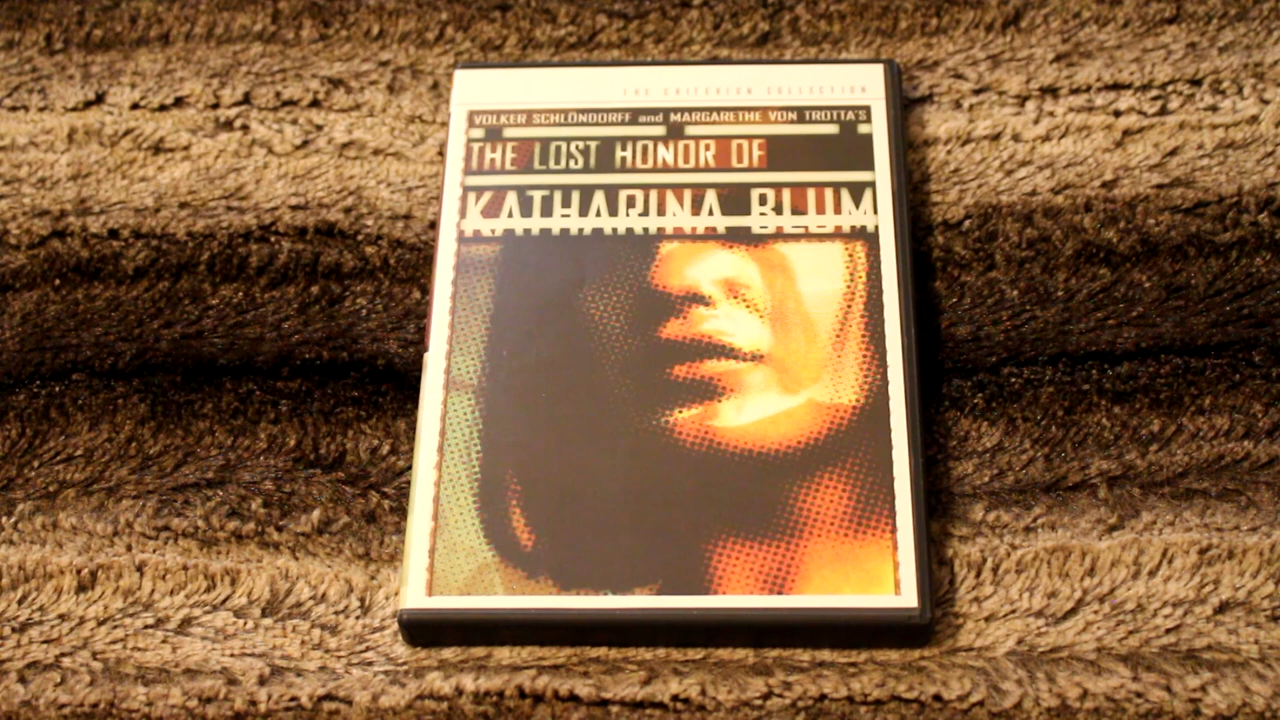 THE CRITERION COLLECTION
VOLKER SCHLÖNDORFF and MARGARETHE VON TROTTA'S
THE LOST HONOR OF
KATHARINA BLUM